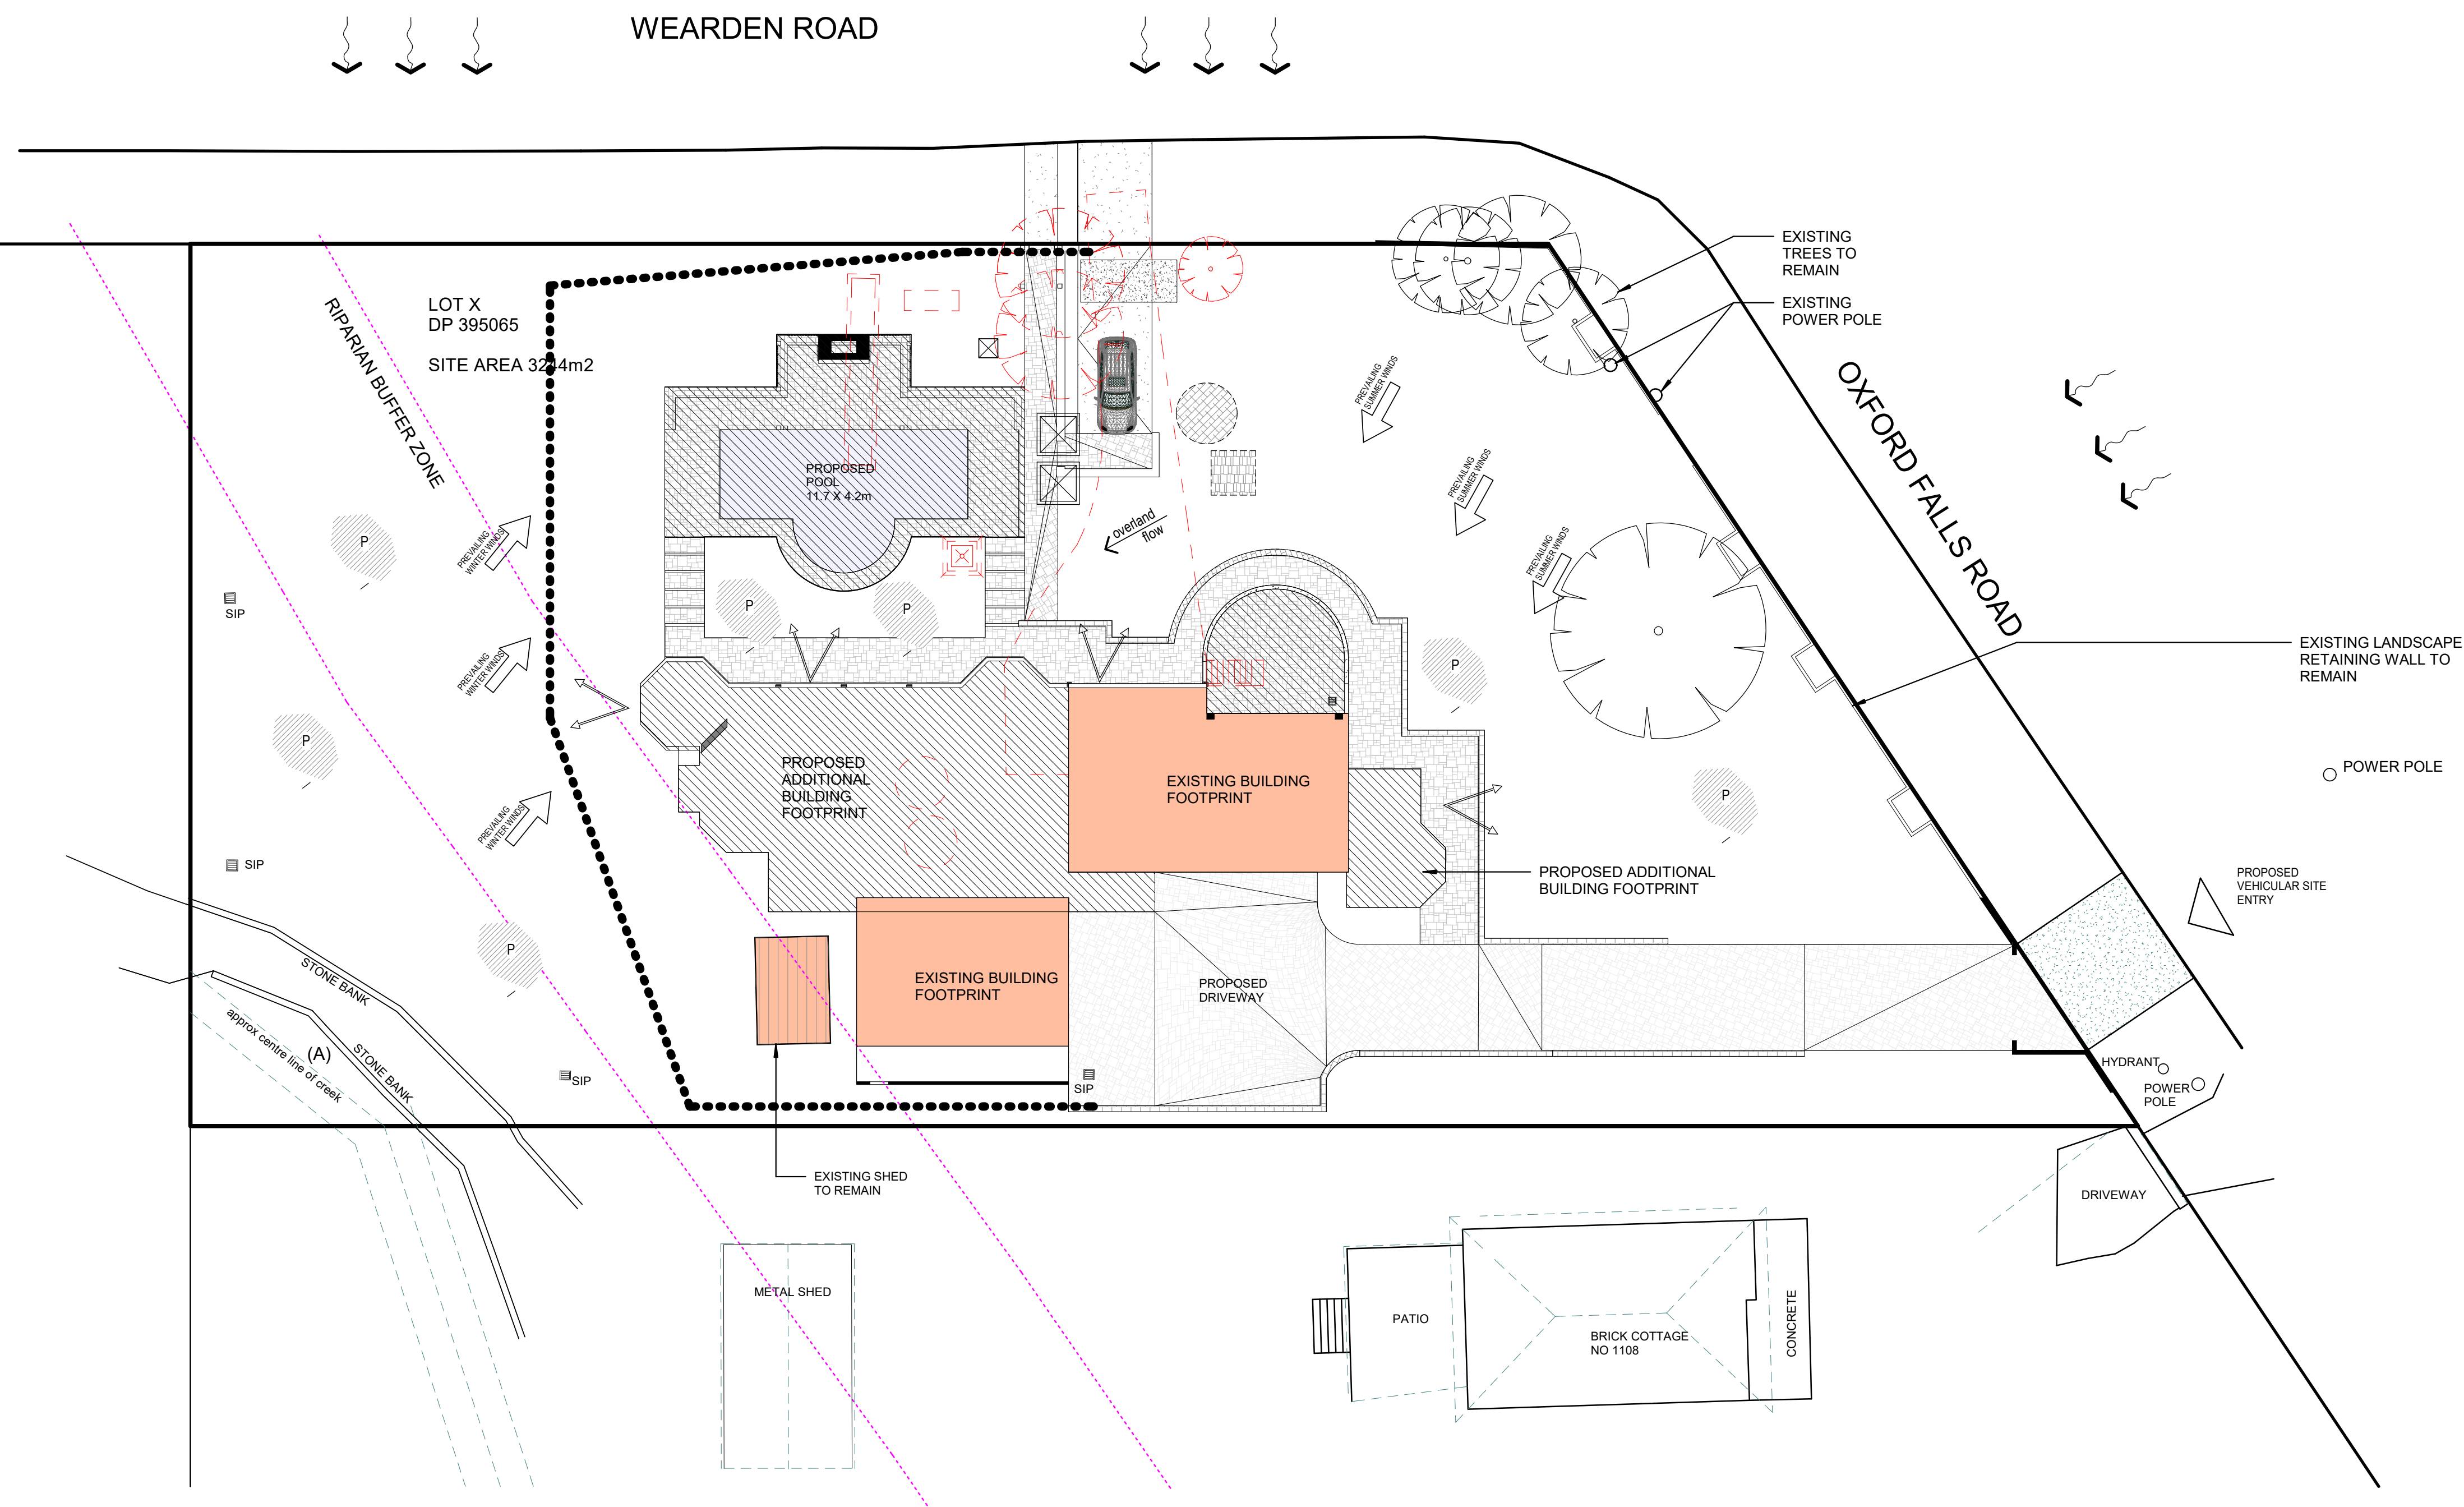 WEARDEN ROAD
EXISTING
TREES TO
REMAIN
EXISTING
POWER POLE
LOT X
DP 395065
SITE AREA 3244m2
RIPARIAN BUFFER ZONE
OXFORD FALLS ROAD
PREVAILING
SUMMER WINDS
PREVAILING
SUMMER WINDS
PREVAILING
SUMMER WINDS
PROPOSED
POOL
11.7 X 4.2m
overland
flow
PREVAILING
WINTER WINDS
PREVAILING
WINTER WINDS
PREVAILING
WINTER WINDS
P
P
P
P
P
P
P
SIP
SIP
SIP
SIP
EXISTING LANDSCAPE
RETAINING WALL TO
REMAIN
POWER POLE
PROPOSED
ADDITIONAL
BUILDING
FOOTPRINT
EXISTING BUILDING
FOOTPRINT
PROPOSED ADDITIONAL
BUILDING FOOTPRINT
PROPOSED
VEHICULAR SITE
ENTRY
EXISTING BUILDING
FOOTPRINT
PROPOSED
DRIVEWAY
STONE BANK
STONE BANK
(A)
approx centre line of creek
HYDRANT
POWER
POLE
EXISTING SHED
TO REMAIN
DRIVEWAY
METAL SHED
PATIO
BRICK COTTAGE
NO 1108
CONCRETE